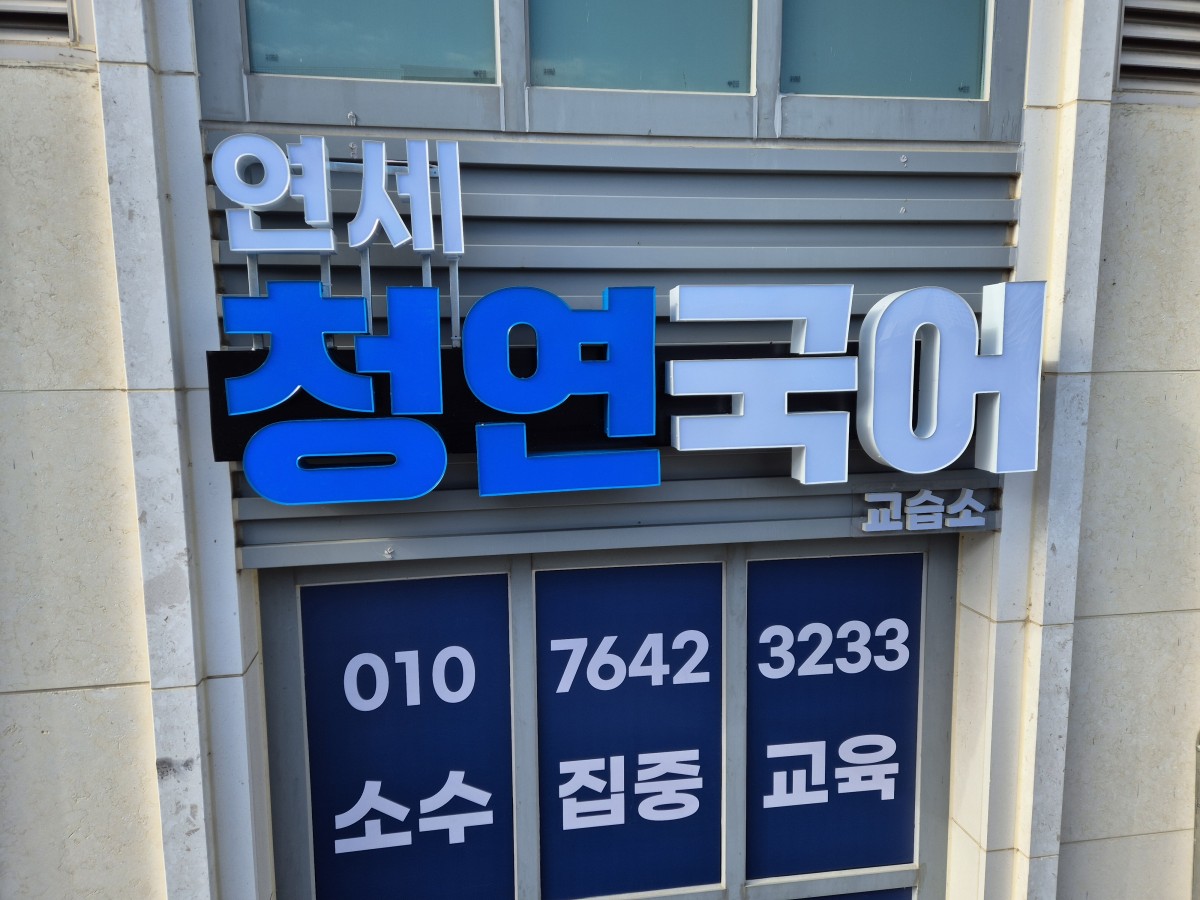 연세
청연국어
교습소
010 7642 3233
소수 집중 교육